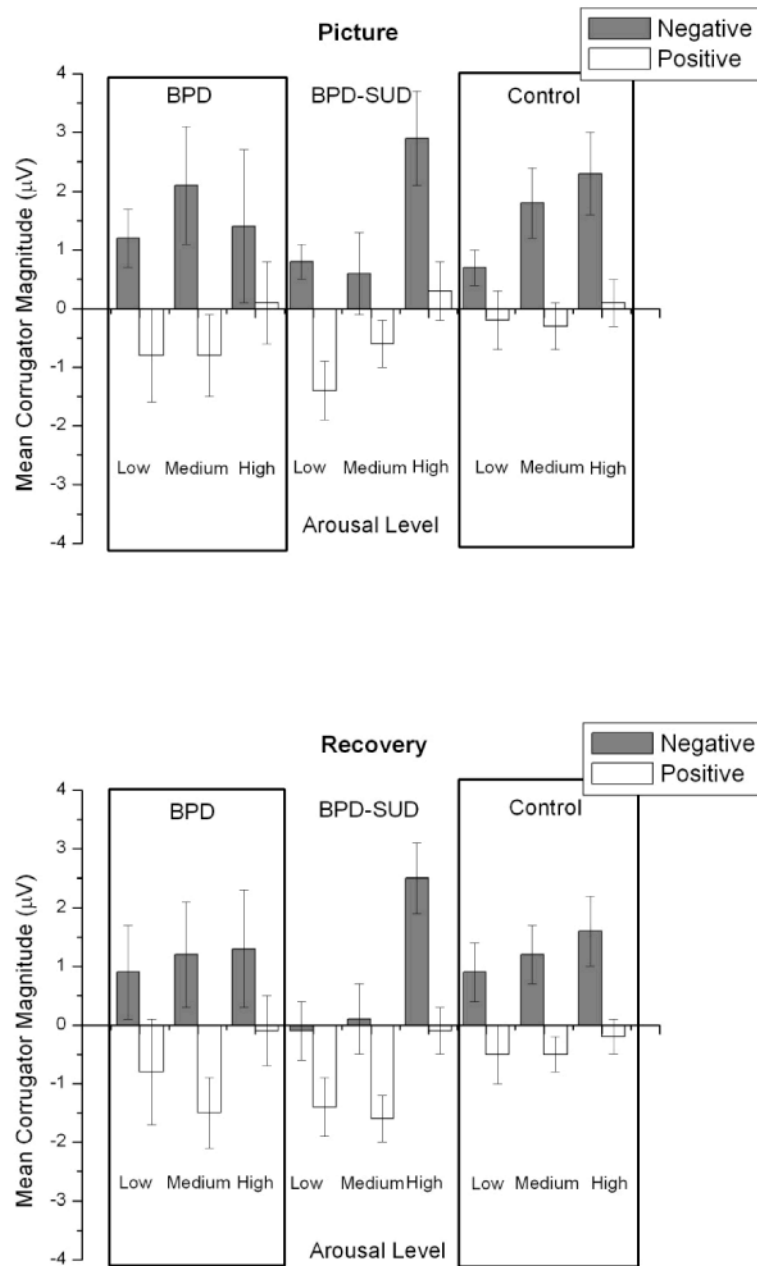 Picture
Negative
Positive
BPD
BPD-SUD
Control
Mean Corrugator Magnitude (μV)
4
3
2
1
0
-1
-2
-3
-4
Low Medium High
Low Medium High
Low Medium High
Arousal Level
Recovery
Negative
Positive
BPD
BPD-SUD
Control
Mean Corrugator Magnitude (μV)
4
3
2
1
0
-1
-2
-3
-4
Low Medium High
Low Medium High
Low Medium High
Arousal Level